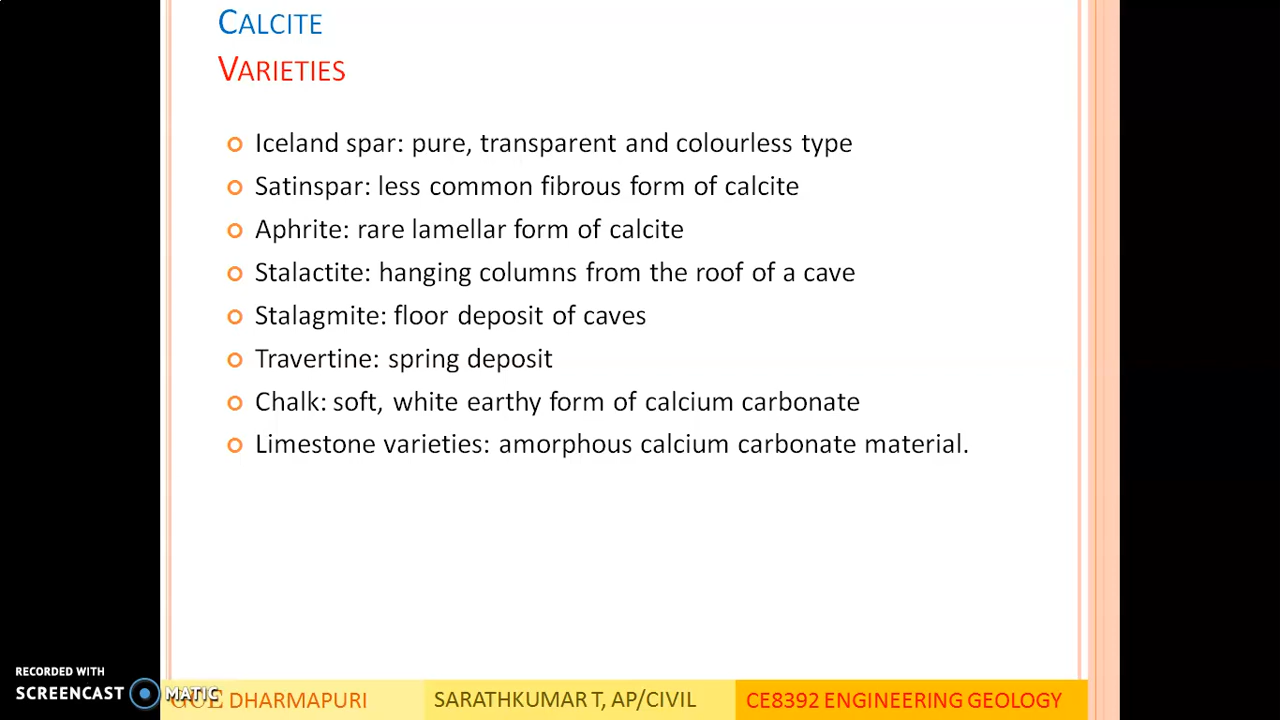 CALCITE
VARIETIES
Iceland spar: pure, transparent and colourless type
Satinspar: less common fibrous form of calcite
Aphrite: rare lamellar form of calcite
Stalactite: hanging columns from the roof of a cave
Stalagmite: floor deposit of caves
Travertine: spring deposit
Chalk: soft, white earthy form of calcium carbonate
Limestone varieties: amorphous calcium carbonate material.
RECORDED WITH
SCREENCAST MATIC
GCE DHARMAPURI
SARATHKUMAR T, AP/CIVIL
CE8392 ENGINEERING GEOLOGY